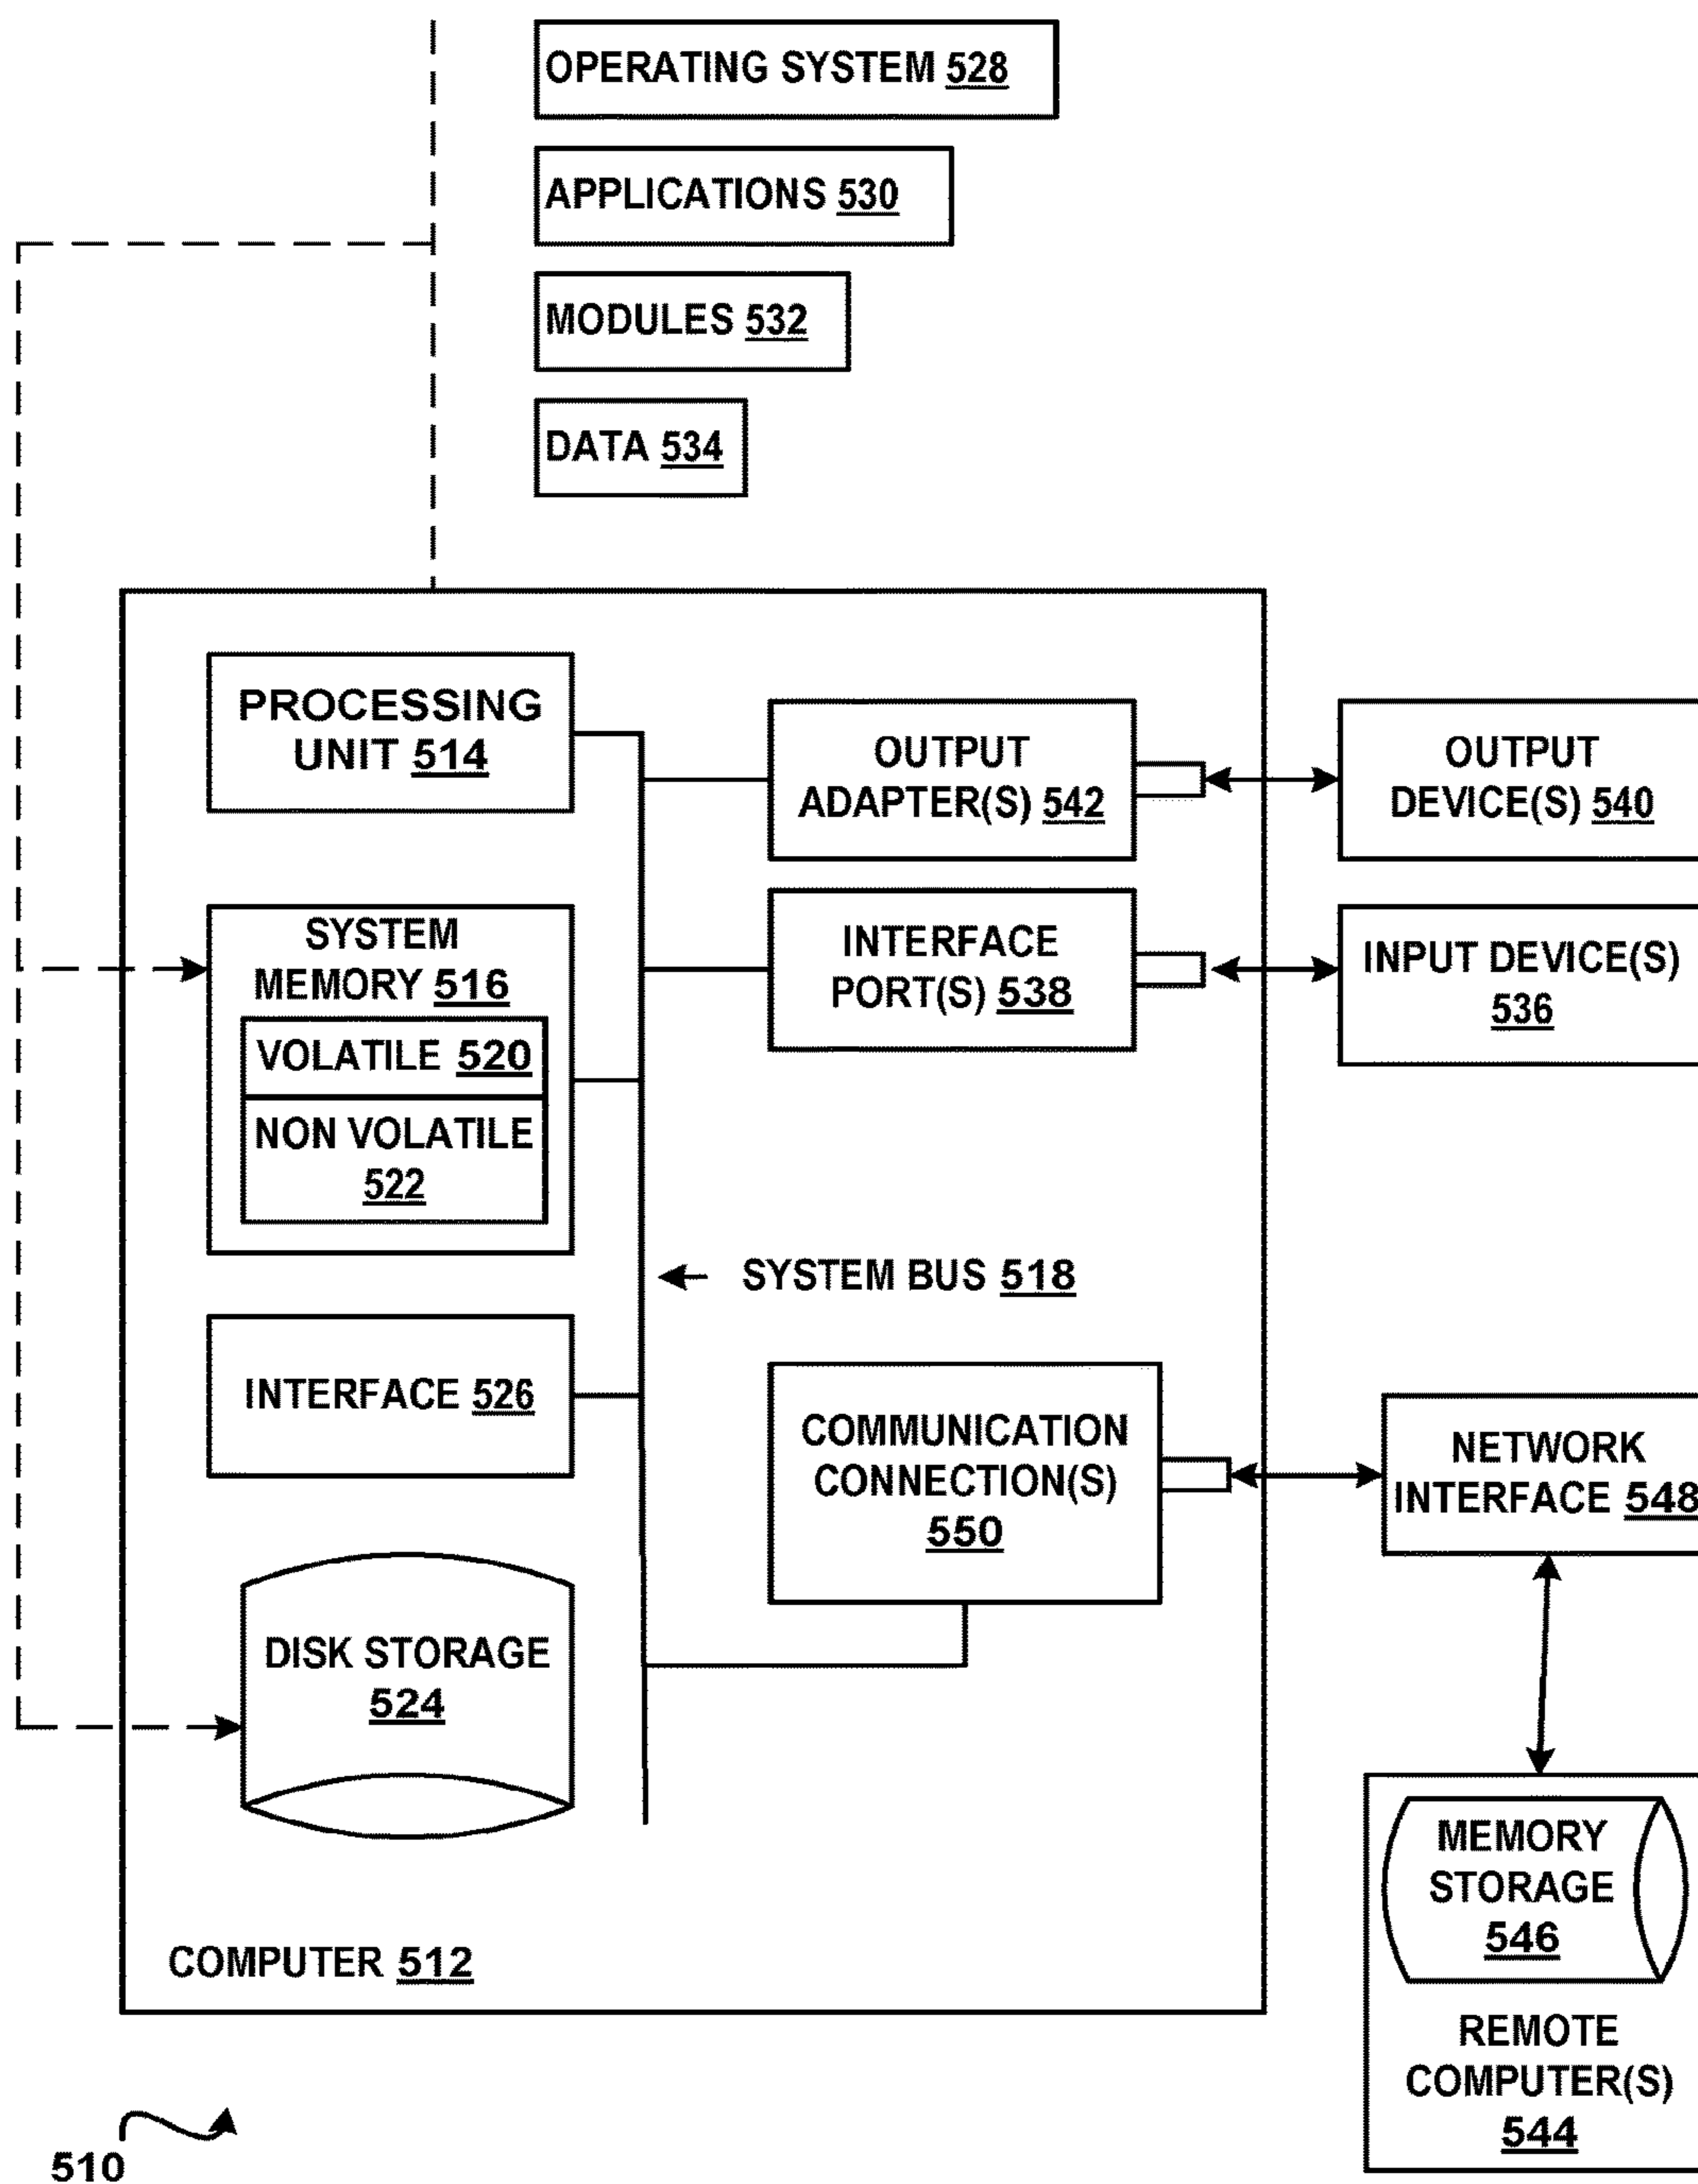 OPERATING SYSTEM 528
APPLICATIONS 530
MODULES 532
DATA 534
PROCESSING
UNIT 514
OUTPUT
ADAPTER(S) 542
OUTPUT
DEVICE(S) 540
SYSTEM
MEMORY 516
VOLATILE 520
NON VOLATILE
522
INTERFACE
PORT(S) 538
INPUT DEVICE(S)
536
SYSTEM BUS 518
INTERFACE 526
COMMUNICATION
CONNECTION(S)
550
NETWORK
INTERFACE 548
DISK STORAGE
524
MEMORY
STORAGE
546
REMOTE
COMPUTER(S)
544
COMPUTER 512
510